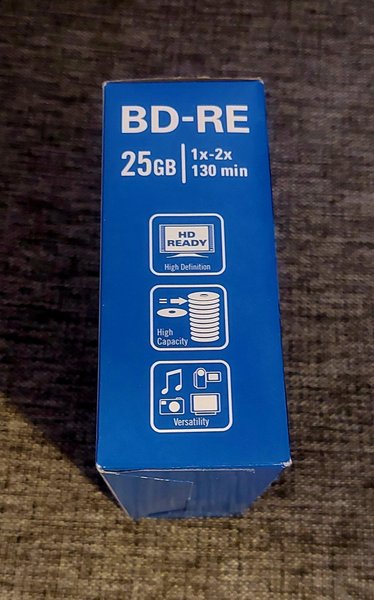 BD-RE
25GB
1x-2x
130 min
HD
READY
High Definition
High
Capacity
Versatility